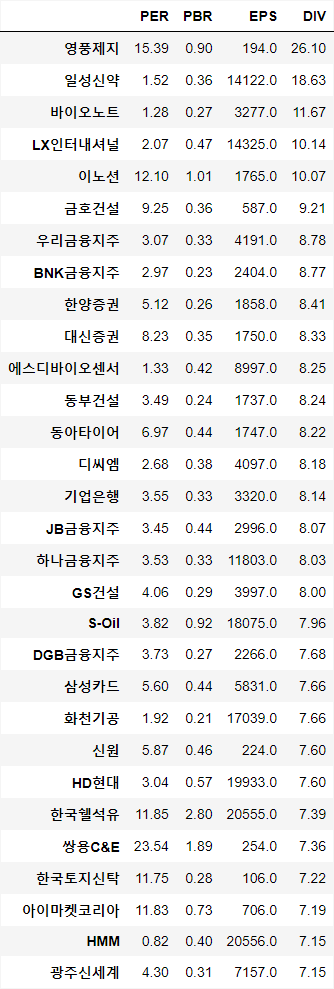 PER PBR EPS DIV
영풍제지 15.39 0.90 194.0 26.10
일성신약 1.52 0.36 14122.0 18.63
바이오노트 1.28 0.27 3277.0 11.67
LX인터내셔널 2.07 0.47 14325.0 10.14
이노션 12.10 1.01 1765.0 10.07
금호건설 9.25 0.36 587.0 9.21
우리금융지주 3.07 0.33 4191.0 8.78
BNK금융지주 2.97 0.23 2404.0 8.77
한양증권 5.12 0.26 1858.0 8.41
대신증권 8.23 0.35 1750.0 8.33
에스디바이오센서 1.33 0.42 8997.0 8.25
동부건설 3.49 0.24 1737.0 8.24
동아타이어 6.97 0.44 1747.0 8.22
디씨엠 2.68 0.38 4097.0 8.18
기업은행 3.55 0.33 3320.0 8.14
JB금융지주 3.45 0.44 2996.0 8.07
하나금융지주 3.53 0.33 11803.0 8.03
GS건설 4.06 0.29 3997.0 8.00
S-Oil 3.82 0.92 18075.0 7.96
DGB금융지주 3.73 0.27 2266.0 7.68
삼성카드 5.60 0.44 5831.0 7.66
화천기공 1.92 0.21 17039.0 7.66
신원 5.87 0.46 224.0 7.60
HD현대 3.04 0.57 19933.0 7.60
한국쉘석유 11.85 2.80 20555.0 7.39
쌍용C&E 23.54 1.89 254.0 7.36
한국토지신탁 11.75 0.28 106.0 7.22
아이마켓코리아 11.83 0.73 706.0 7.19
HMM 0.82 0.40 20556.0 7.15
광주신세계 4.30 0.31 7157.0 7.15